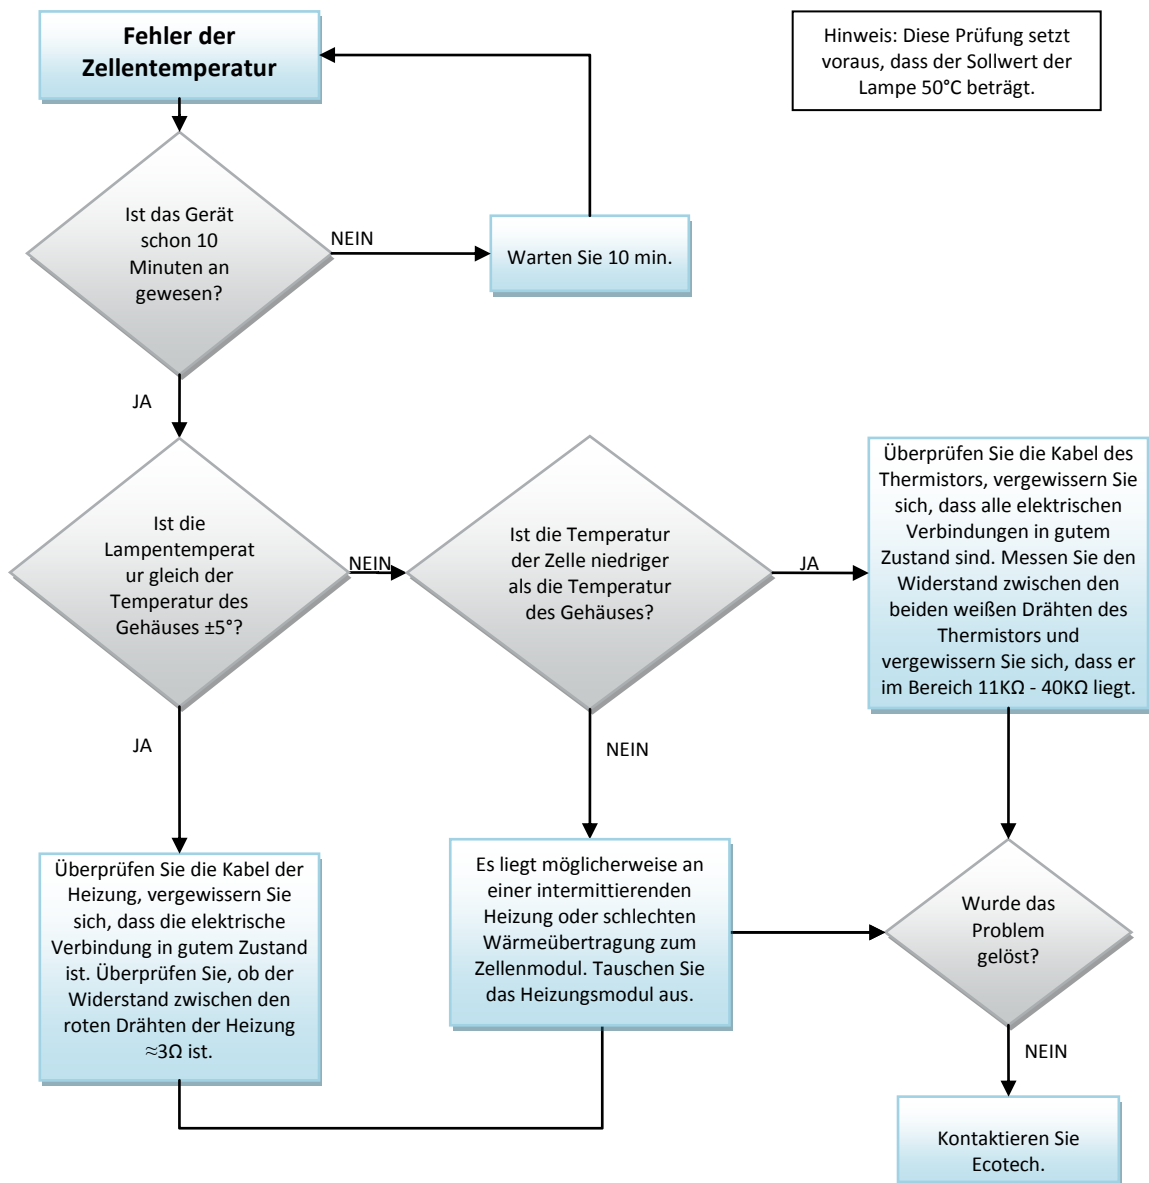 Fehler der
Zellentemperatur
Hinweis: Diese Prüfung setzt
voraus, dass der Sollwert der
Lampe 50°C beträgt.
Ist das Gerät
schon 10
Minuten an
gewesen?
NEIN
Warten Sie 10 min.
JA
Ist die
Lampentemperat
ur gleich der
Temperatur des
Gehäuses ±5°?
NEIN
Ist die Temperatur
der Zelle niedriger
als die Temperatur
des Gehäuses?
JA
Überprüfen Sie die Kabel des
Thermistors, vergewissern Sie
sich, dass alle elektrischen
Verbindungen in gutem
Zustand sind. Messen Sie den
Widerstand zwischen den
beiden weißen Drähten des
Thermistors und
vergewissern Sie sich, dass er
im Bereich 11KΩ - 40KΩ liegt.
JA
NEIN
Überprüfen Sie die Kabel der
Heizung, vergewissern Sie
sich, dass die elektrische
Verbindung in gutem Zustand
ist. Überprüfen Sie, ob der
Widerstand zwischen den
roten Drähten der Heizung
≈3Ω ist.
Es liegt möglicherweise an
einer intermittierenden
Heizung oder schlechten
Wärmeübertragung zum
Zellenmodul. Tauschen Sie
das Heizungsmodul aus.
Wurde das
Problem
gelöst?
NEIN
Kontaktieren Sie
Ecotech.